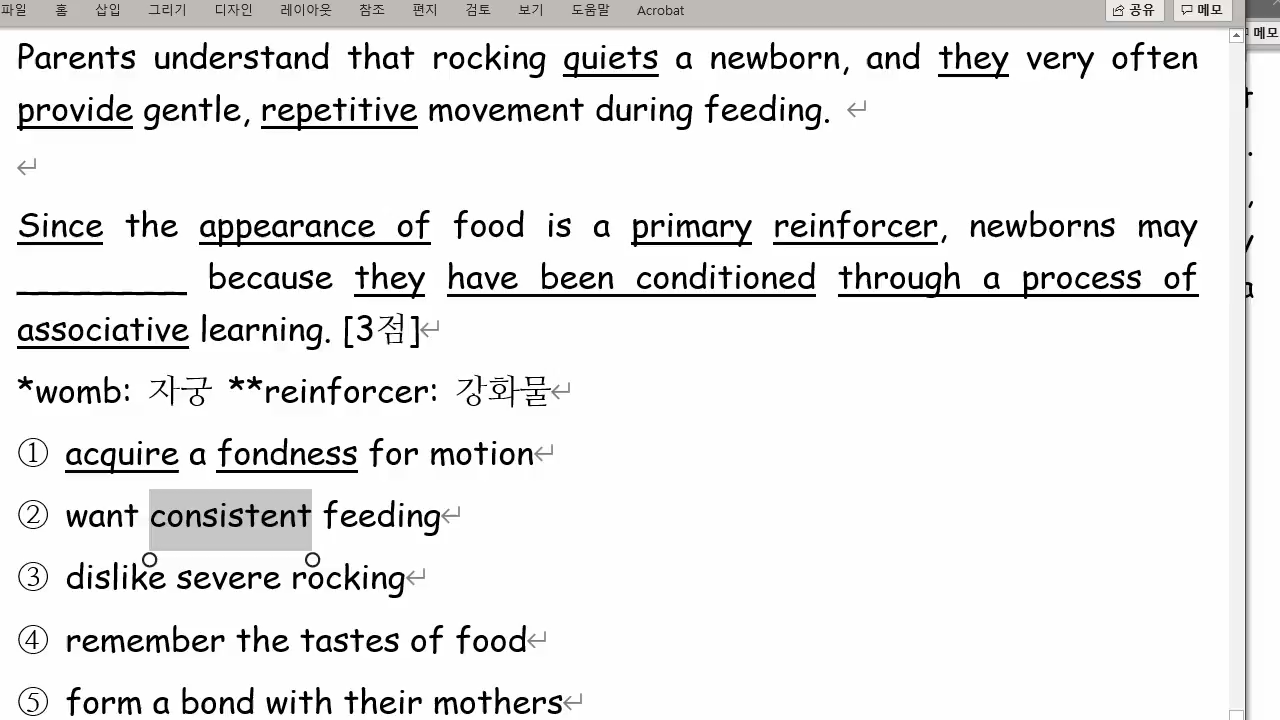 파일 홈 삽입 그리기 디자인 레이아웃 참조 편지 검토 보기 도움말 Acrobat 공유 메모
메모
Parents understand that rocking quiets a newborn, and they very often
provide gentle, repetitive movement during feeding.
Since the appearance of food is a primary reinforcer, newborns may
________ because they have been conditioned through a process of
associative learning. [3점]
*womb: 자궁 **reinforcer: 강화물
① acquire a fondness for motion
② want consistent feeding
③ dislike severe rocking
④ remember the tastes of food
⑤ form a bond with their mothers